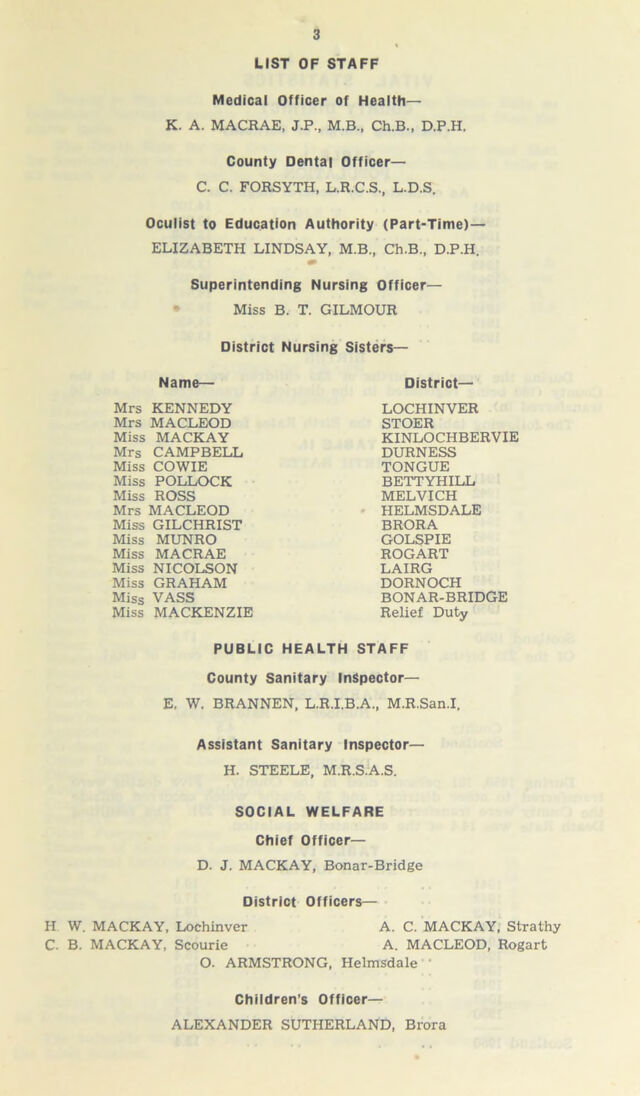 3
LIST OF STAFF
Medical Officer of Health—
K. A. MACRAE, J.P., M.B., Ch.B., D.P.H.
County Dental Officer—
C. C. FORSYTH, L.R.C.S., L.D.S.
Oculist to Education Authority (Part-Time)—
ELIZABETH LINDSAY, M.B., Ch.B., D.P.H.
Superintending Nursing Officer—
Miss B. T. GILMOUR
District Nursing Sisters—
Name— District—
Mrs KENNEDY LOCHINVER
Mrs MACLEOD STOER
Miss MACKAY KINLOCHBERVIE
Mrs CAMPBELL DURNESS
Miss COWIE TONGUE
Miss POLLOCK BETTYHILL
Miss ROSS MELVICH
Mrs MACLEOD HELMSDALE
Miss GILCHRIST BRORA
Miss MUNRO GOLSPIE
Miss MACRAE ROGART
Miss NICOLSON LAIRG
Miss GRAHAM DORNOCH
Miss VASS BONAR-BRIDGE
Miss MACKENZIE Relief Duty
PUBLIC HEALTH STAFF
County Sanitary Inspector—
E. W. BRANNEN, L.R.I.B.A., M.R.San.I.
Assistant Sanitary Inspector—
H. STEELE, M.R.S.A.S.
SOCIAL WELFARE
Chief Officer—
D. J. MACKAY, Bonar-Bridge
District Officers—
H. W. MACKAY, Lochinver A. C. MACKAY, Strathy
C. B. MACKAY, Scourie A. MACLEOD, Rogart
O. ARMSTRONG, Helmsdale
Children's Officer—
ALEXANDER SUTHERLAND, Brora